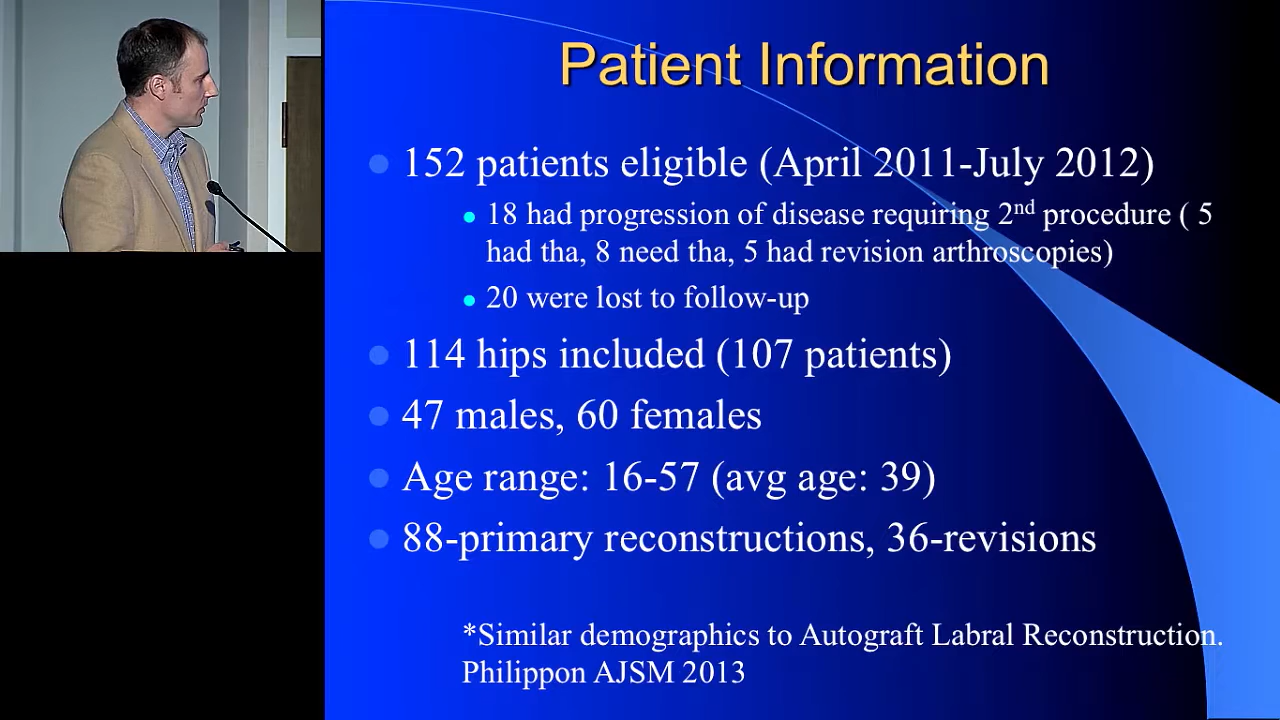 Patient Information
152 patients eligible (April 2011-July 2012)
18 had progression of disease requiring 2nd procedure ( 5
had tha, 8 need tha, 5 had revision arthroscopies)
20 were lost to follow-up
114 hips included (107 patients)
47 males, 60 females
Age range: 16-57 (avg age: 39)
88-primary reconstructions, 36-revisions
*Similar demographics to Autograft Labral Reconstruction.
Philippon AJSM 2013